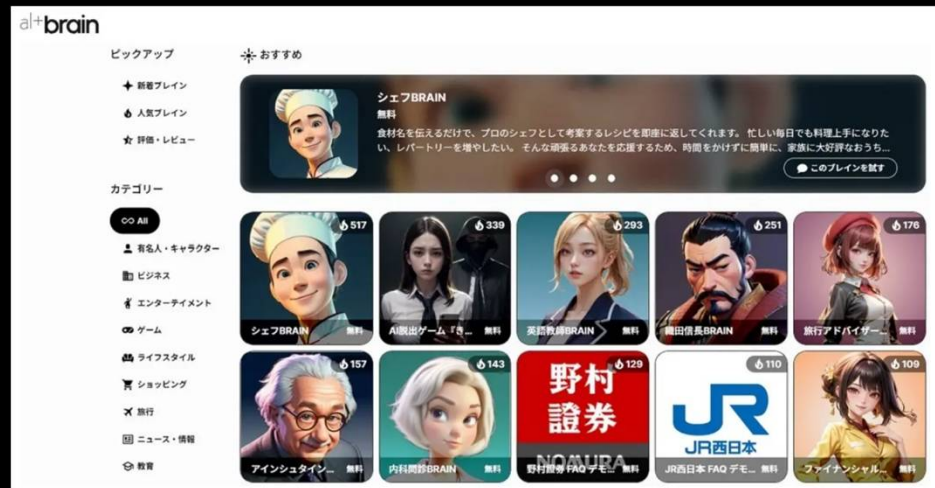 al+brain
ピックアップ
新着ブレイン
人気ブレイン
評価・レビュー
カテゴリー
All
有名人・キャラクター
ビジネス
エンターテイメント
ゲーム
ライフスタイル
ショッピング
旅行
ニュース・情報
教育
おすすめ
シェフBRAIN
無料
食材名を伝えるだけで、プロのシェフとして考案するレシピを即座に返してくれます。 忙しい毎日でも料理上手になりた
い、レパートリーを増やしたい。 そんな頑張るあなたを応援するため、時間をかけずに簡単に、家族に大好評なおうち...
このブレインを試す
517
シェフBRAIN 無料
339
AI脱出ゲーム『き... 無料
293
英語教師BRAIN 無料
251
織田信長BRAIN 無料
176
旅行アドバイザー... 無料
157
アインシュタイン... 無料
143
内科問診BRAIN 無料
129
野村
證券
NOMURA
野村證券 FAQ デモ... 無料
110
JR
JR西日本
JR西日本 FAQ デモ... 無料
109
ファイナンシャル... 無料